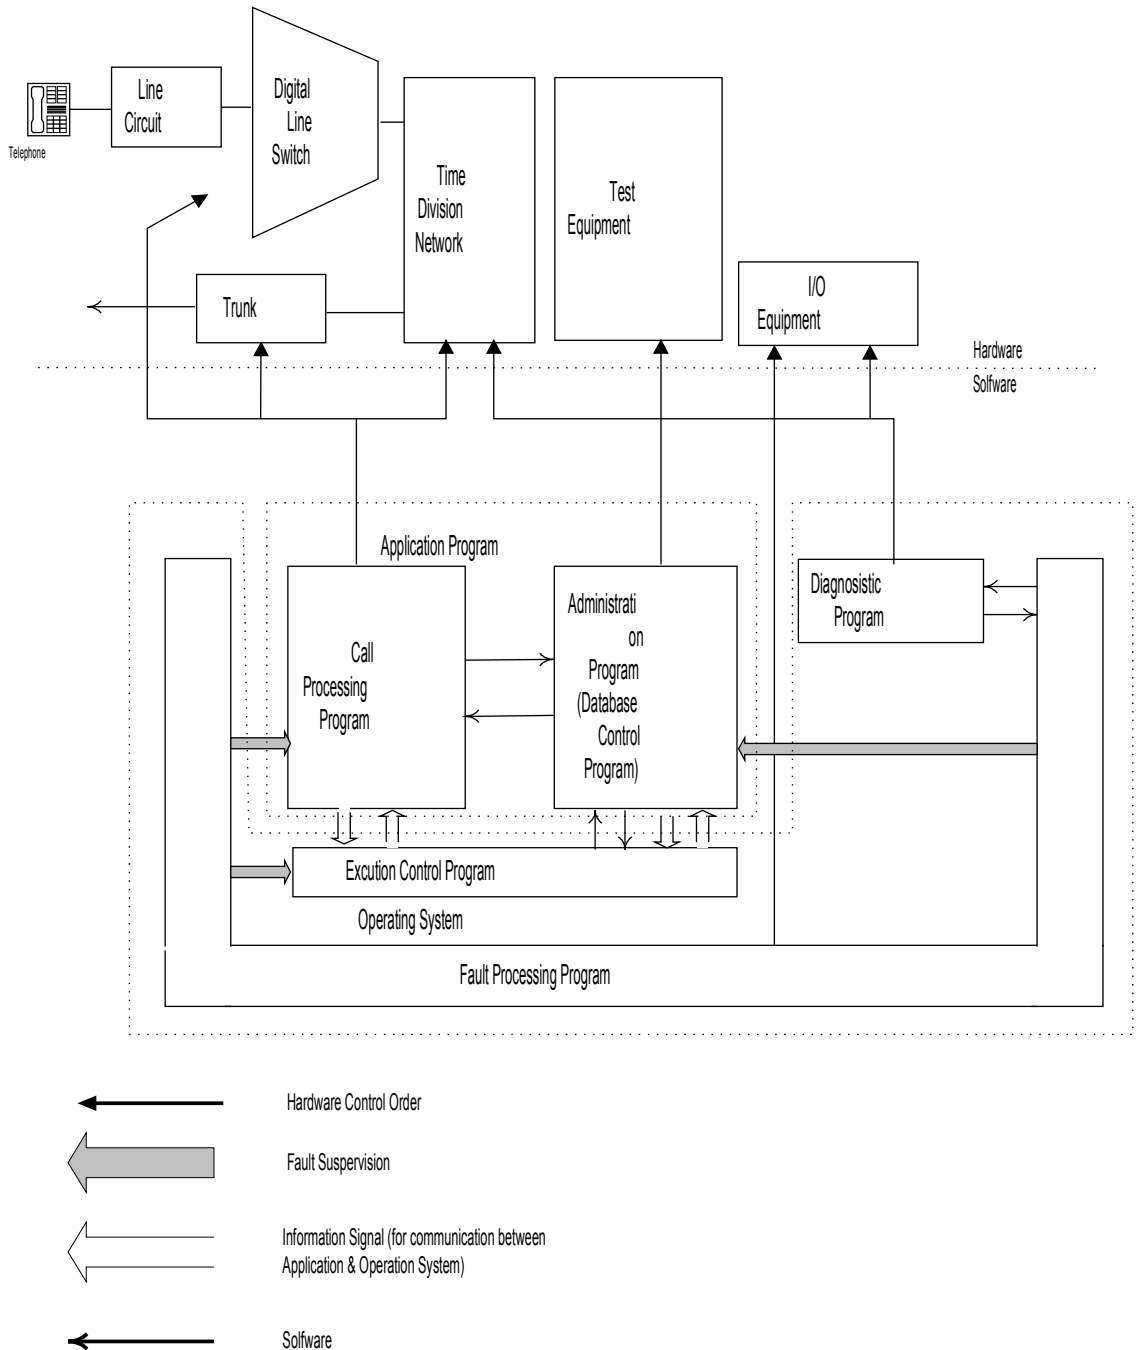 Telephone
Line
Circuit
Digital
Line
Switch
Time
Division
Network
Test
Equipment
Trunk
I/O
Equipment
Hardware
Solfware
Application Program
Call
Processing
Program
Administrati
on
Program
(Database
Control
Program)
Diagnosistic
Program
Excution Control Program
Operating System
Fault Processing Program
Hardware Control Order
Fault Suspervision
Information Signal (for communication between
Application & Operation System)
Solfware